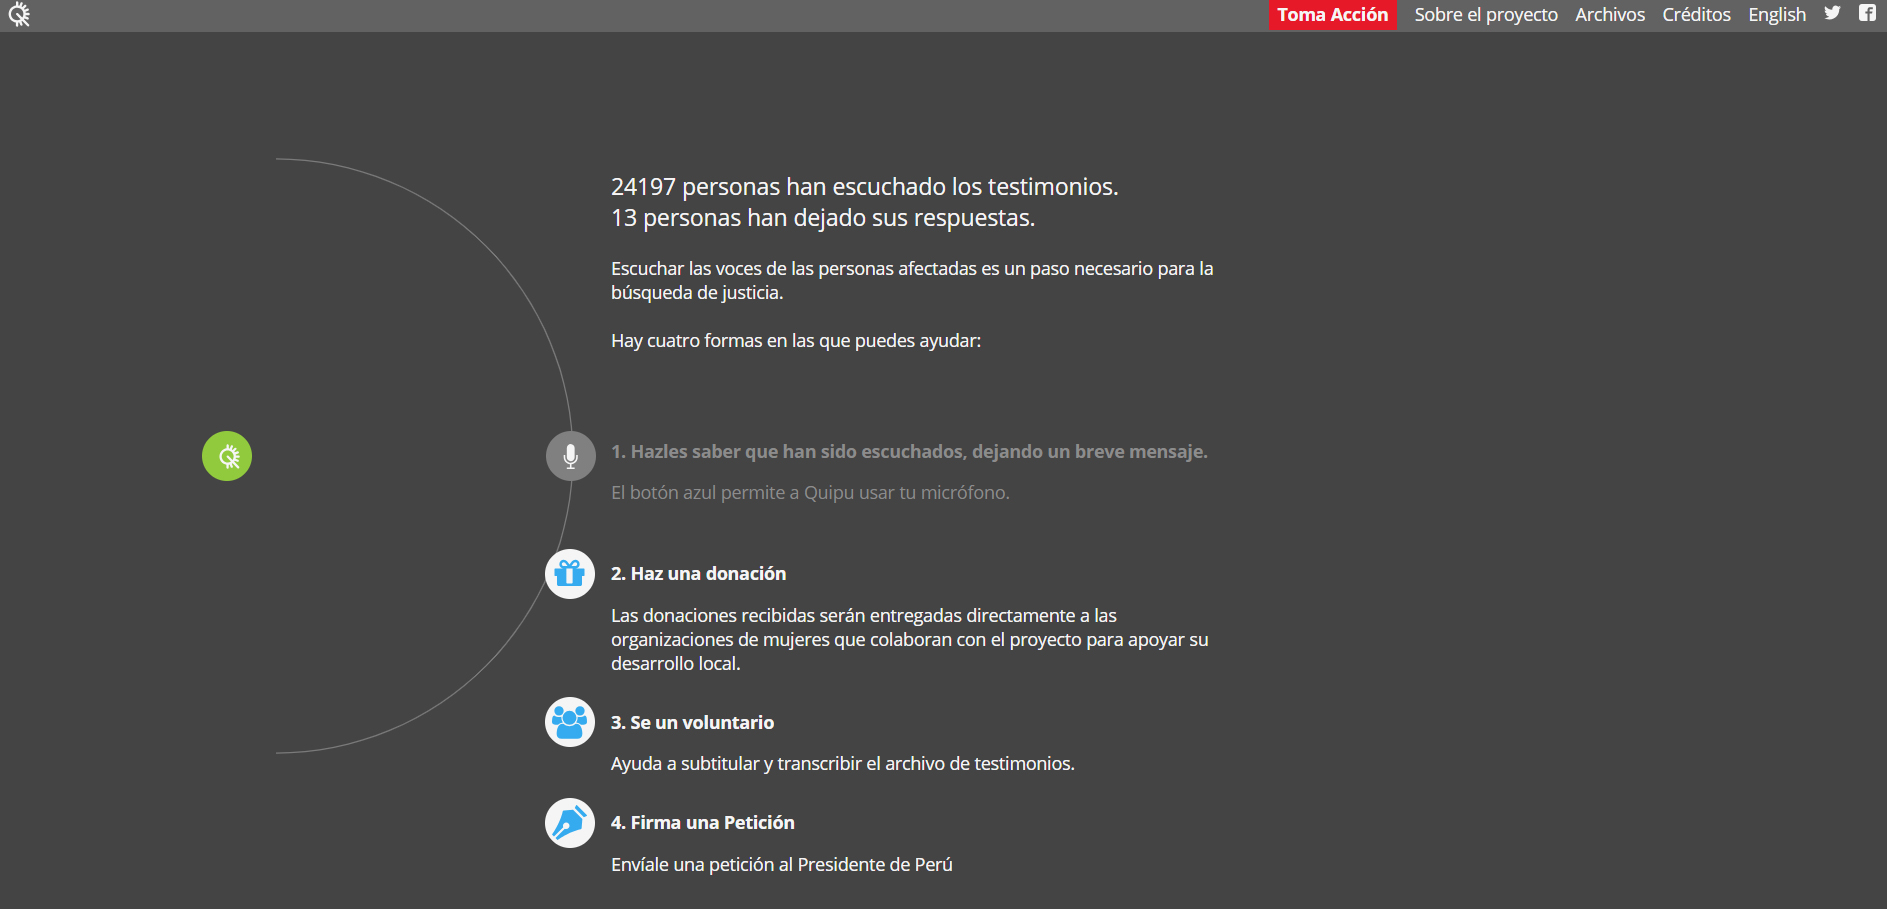 Toma Acción Sobre el proyecto Archivos Créditos English
24197 personas han escuchado los testimonios.
13 personas han dejado sus respuestas.
Escuchar las voces de las personas afectadas es un paso necesario para la
búsqueda de justicia.
Hay cuatro formas en las que puedes ayudar:
1. Hazles saber que han sido escuchados, dejando un breve mensaje.
El botón azul permite a Quipu usar tu micrófono.
2. Haz una donación
Las donaciones recibidas serán entregadas directamente a las
organizaciones de mujeres que colaboran con el proyecto para apoyar su
desarrollo local.
3. Se un voluntario
Ayuda a subtitular y transcribir el archivo de testimonios.
4. Firma una Petición
Envíale una petición al Presidente de Perú